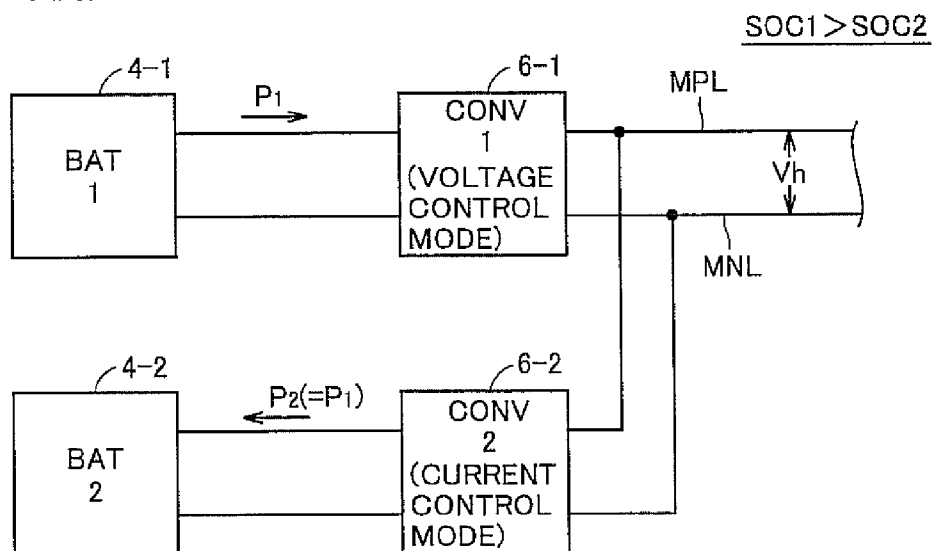 SOC1>SOC2
4-1
6-1
P1
MPL
BAT
1
CONV
1
(VOLTAGE
CONTROL
MODE)
Vh
MNL
4-2
6-2
P2(=P1)
BAT
2
CONV
2
(CURRENT
CONTROL
MODE)